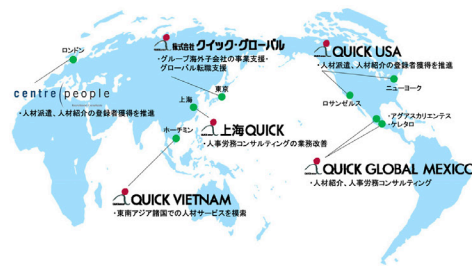 ロンドン
centre people
・人材派遣、人材紹介の登録者獲得を推進
株式会社 クイック・グローバル
・グループ海外子会社の事業支援・
グローバル転職支援
東京
上海
上海QUICK
・人事労務コンサルティングの業務改善
ホーチミン
QUICK VIETNAM
・東南アジア諸国での人材サービスを模索
QUICK USA
・人材派遣、人材紹介の登録者獲得を推進
ニューヨーク
ロサンゼルス
・アグアスカリエンテス
・ケレタロ
QUICK GLOBAL MEXICO
・人材紹介、人事労務コンサルティング